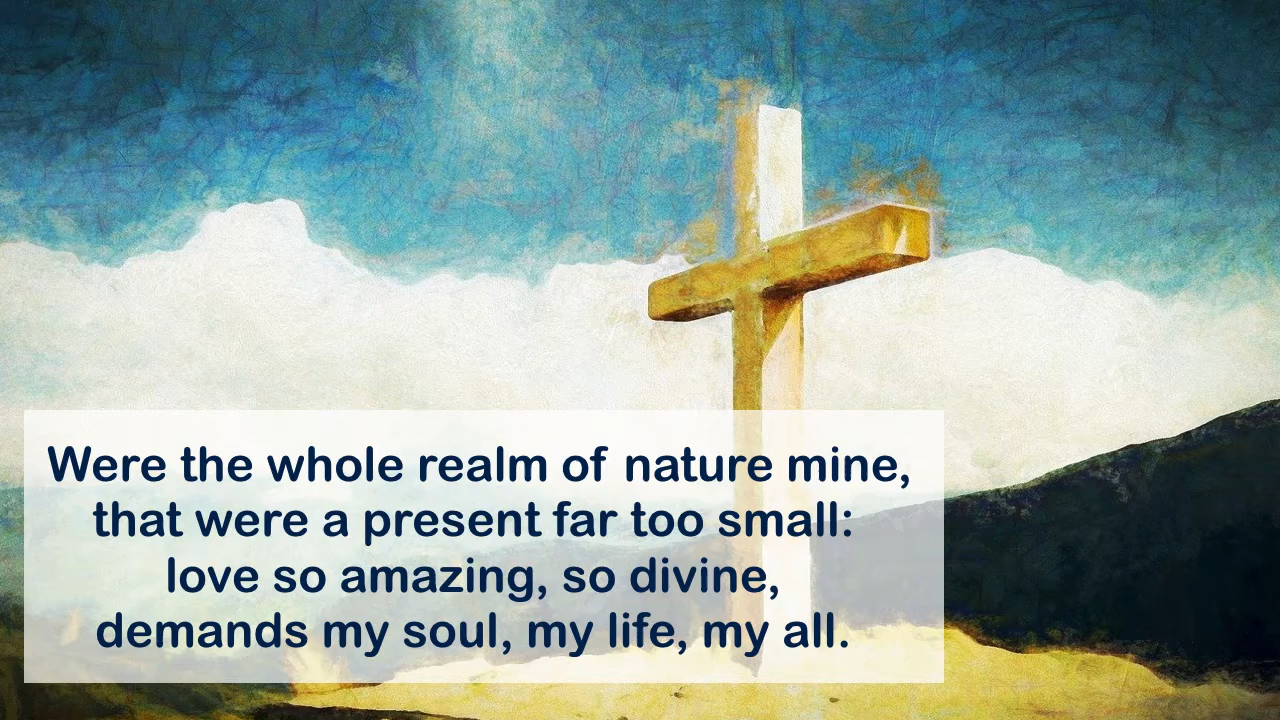 Were the whole realm of nature mine,
that were a present far too small:
love so amazing, so divine,
demands my soul, my life, my all.